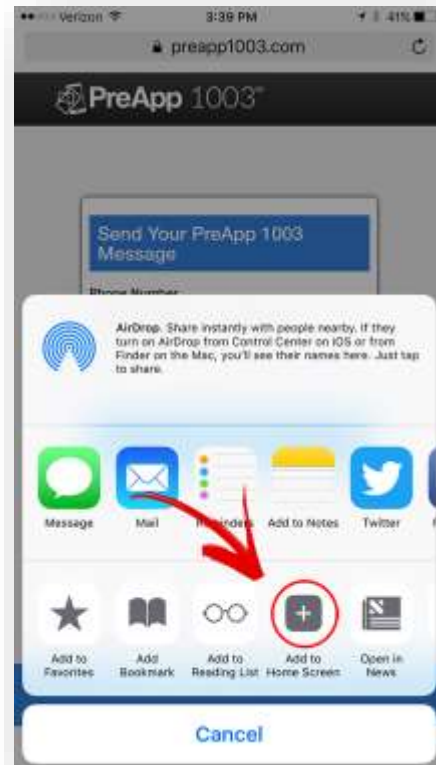 Verizon 3:39 PM 41%
preapp1003.com
PreApp 1003™
Send Your PreApp 1003
Message
Phone Number
AirDrop. Share instantly with people nearby. If they
turn on AirDrop from Control Center on iOS or from
Finder on the Mac, you'll see their names here. Just tap
to share.
Message Mail Reminders Add to Notes Twitter
Add to Add Add to Add to Open in
Favorites Bookmark Reading List Home Screen News
Cancel